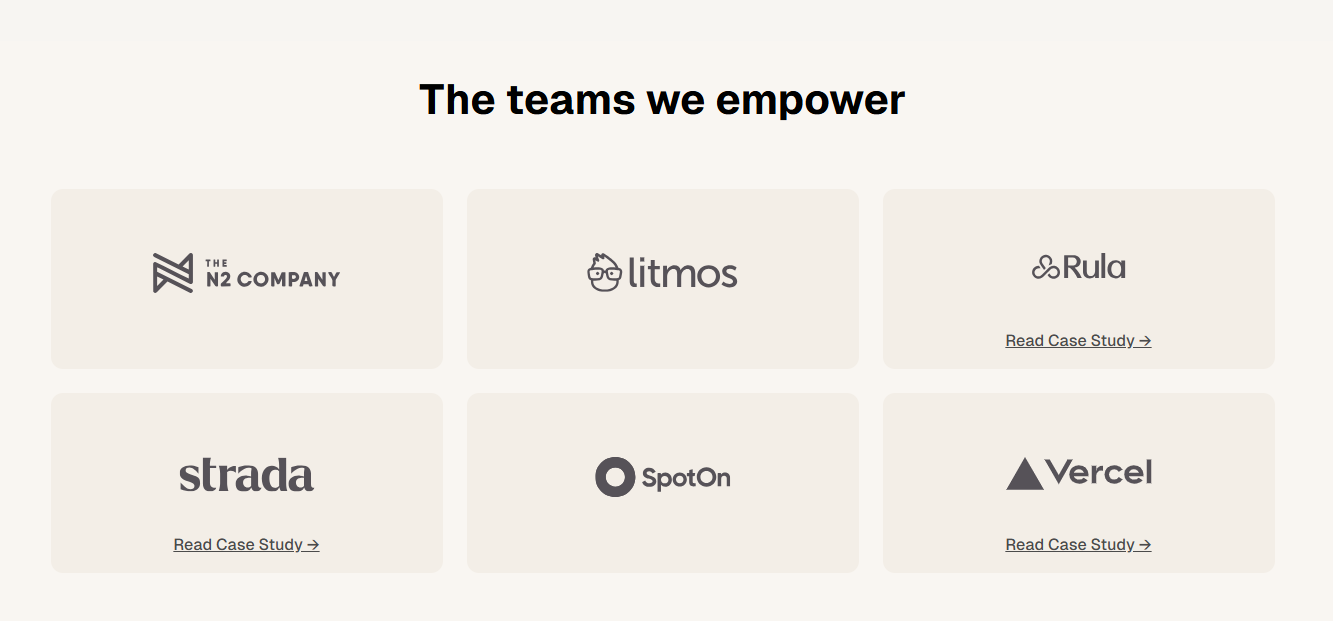 The teams we empower
THE
N2 COMPANY
litmos
Rula
Read Case Study →
strada
SpotOn
Vercel
Read Case Study →
Read Case Study →